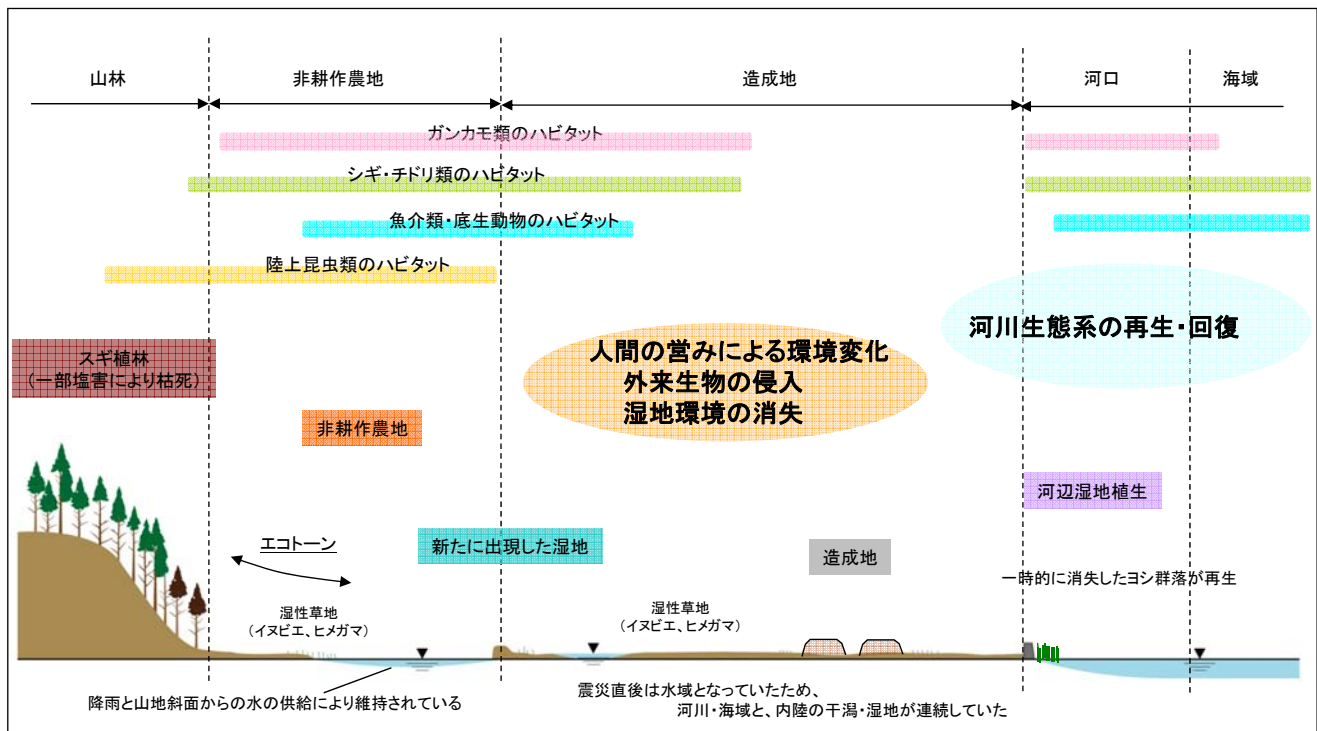 山林
非耕作農地
造成地
河口
海域
ガンカモ類のハビタット
シギ・チドリ類のハビタット
魚介類・底生動物のハビタット
陸上昆虫類のハビタット
河川生態系の再生・回復
人間の営みによる環境変化
外来生物の侵入
湿地環境の消失
スギ植林
(一部塩害により枯死)
非耕作農地
河辺湿地植生
エコトーン
新たに出現した湿地
造成地
一時的に消失したヨシ群落が再生
湿性草地
(イヌビエ、ヒメガマ)
湿性草地
(イヌビエ、ヒメガマ)
降雨と山地斜面からの水の供給により維持されている
震災直後は水域となっていたため、
河川・海域と、内陸の干潟・湿地が連続していた